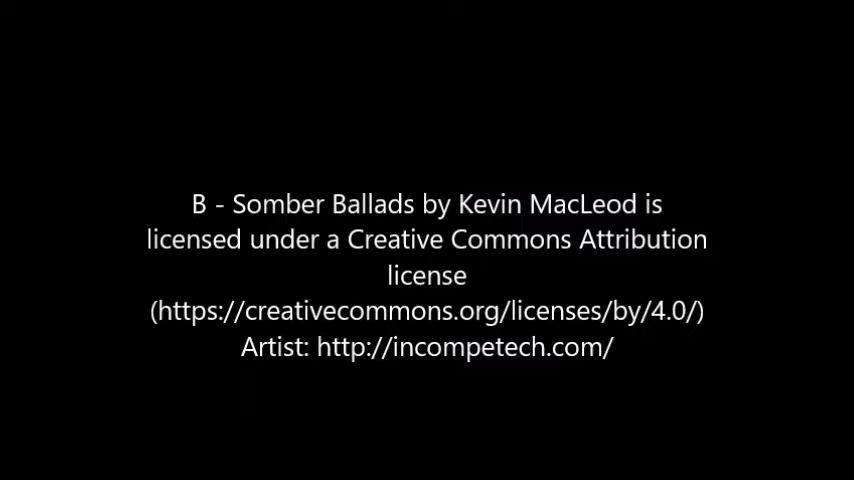 B - Somber Ballads by Kevin MacLeod is
licensed under a Creative Commons Attribution
license
(https://creativecommons.org/licenses/by/4.0/)
Artist: http://incompetech.com/